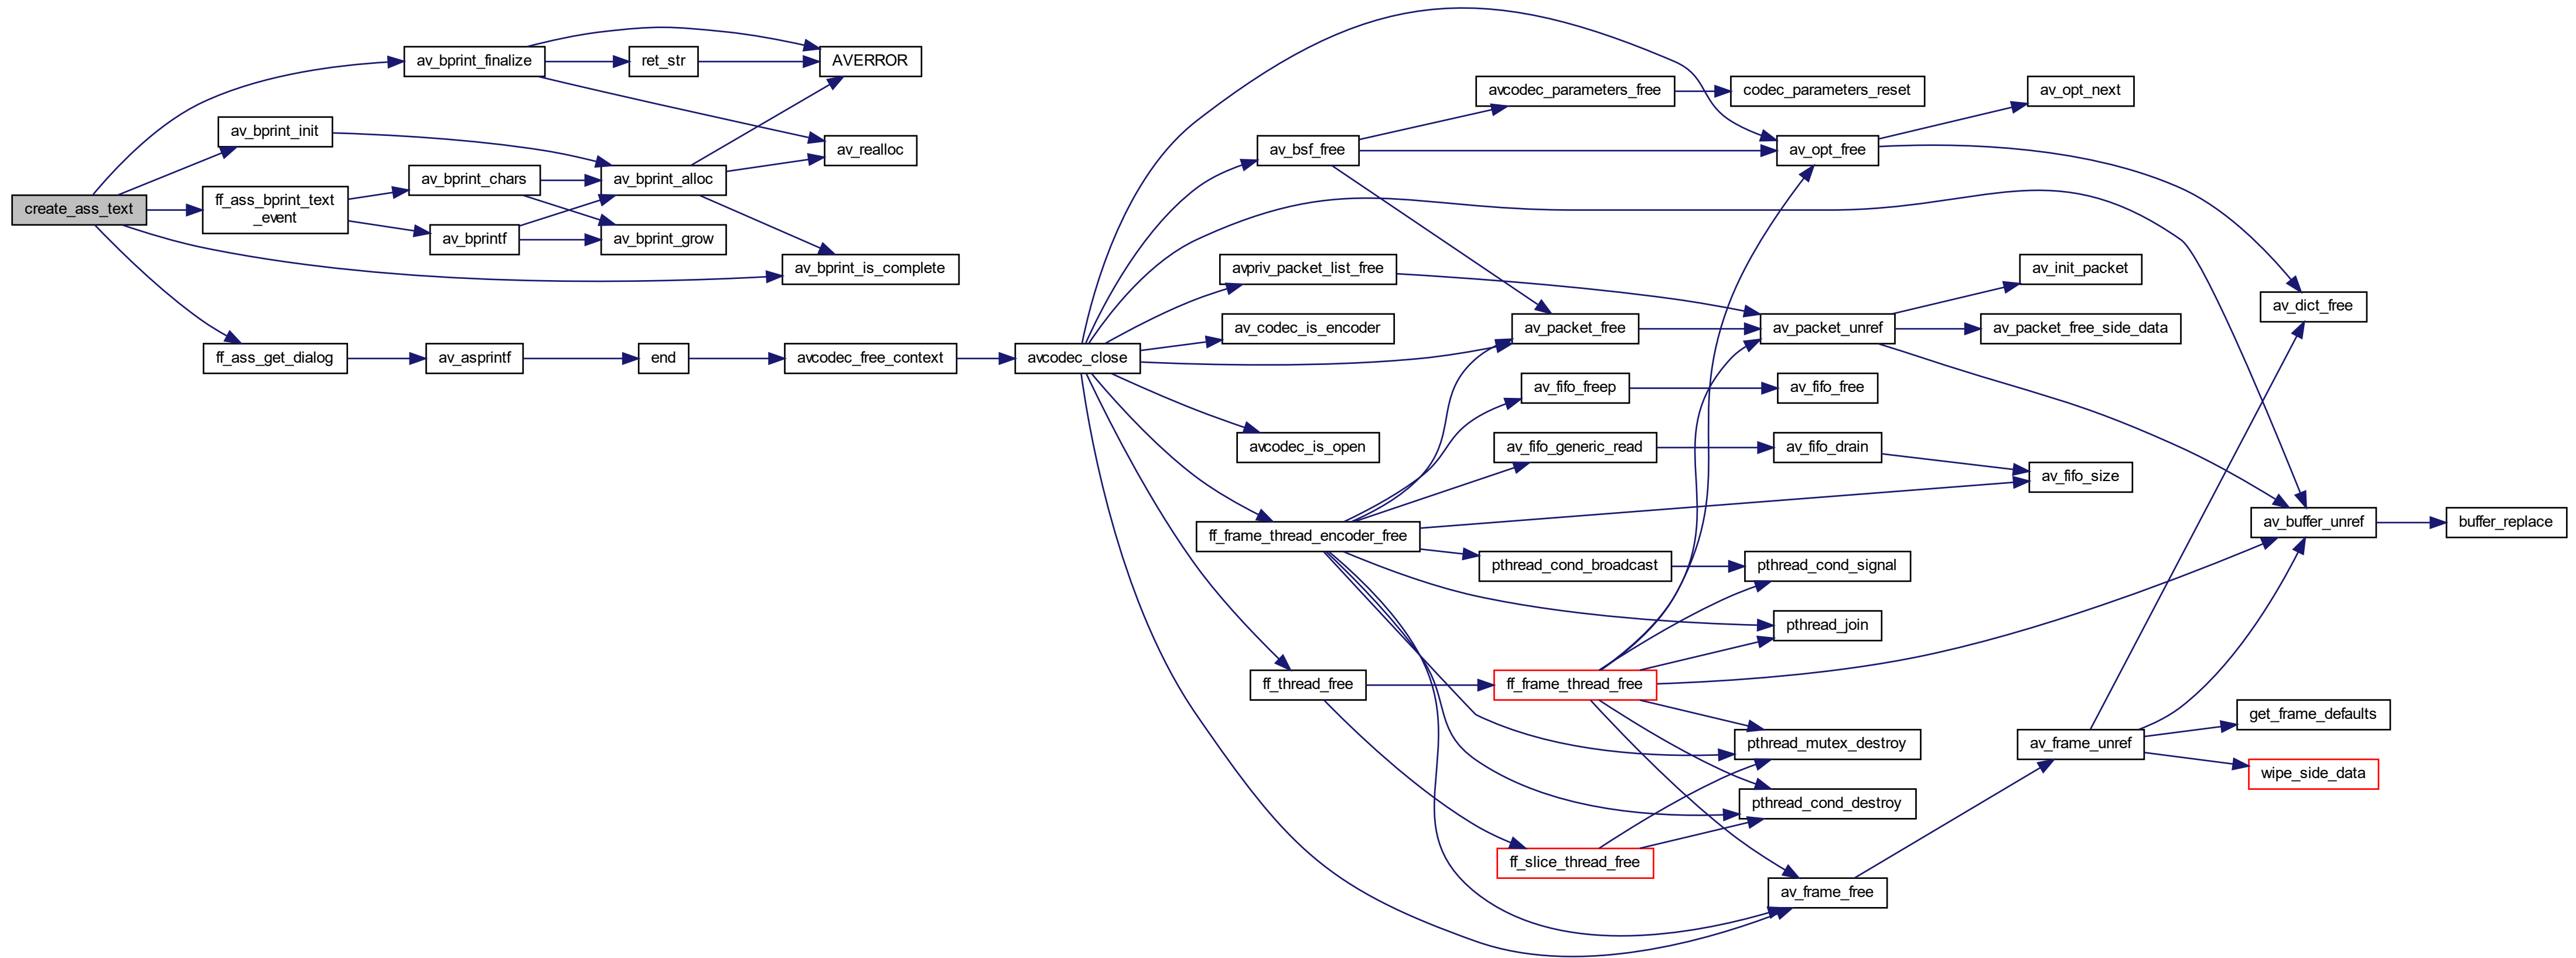 create_ass_text
av_bprint_finalize
ret_str
AVERROR
av_bprint_init
av_realloc
ff_ass_bprint_text
_event
av_bprint_chars
av_bprint_alloc
av_bprintf
av_bprint_grow
av_bprint_is_complete
ff_ass_get_dialog
av_asprintf
end
avcodec_free_context
avcodec_close
av_bsf_free
avcodec_parameters_free
codec_parameters_reset
av_opt_free
av_opt_next
avpriv_packet_list_free
av_codec_is_encoder
av_packet_free
av_packet_unref
av_init_packet
av_packet_free_side_data
av_dict_free
av_fifo_freep
av_fifo_free
avcodec_is_open
av_fifo_generic_read
av_fifo_drain
av_fifo_size
ff_frame_thread_encoder_free
av_buffer_unref
buffer_replace
pthread_cond_broadcast
pthread_cond_signal
pthread_join
ff_thread_free
ff_frame_thread_free
pthread_mutex_destroy
pthread_cond_destroy
av_frame_unref
get_frame_defaults
wipe_side_data
ff_slice_thread_free
av_frame_free